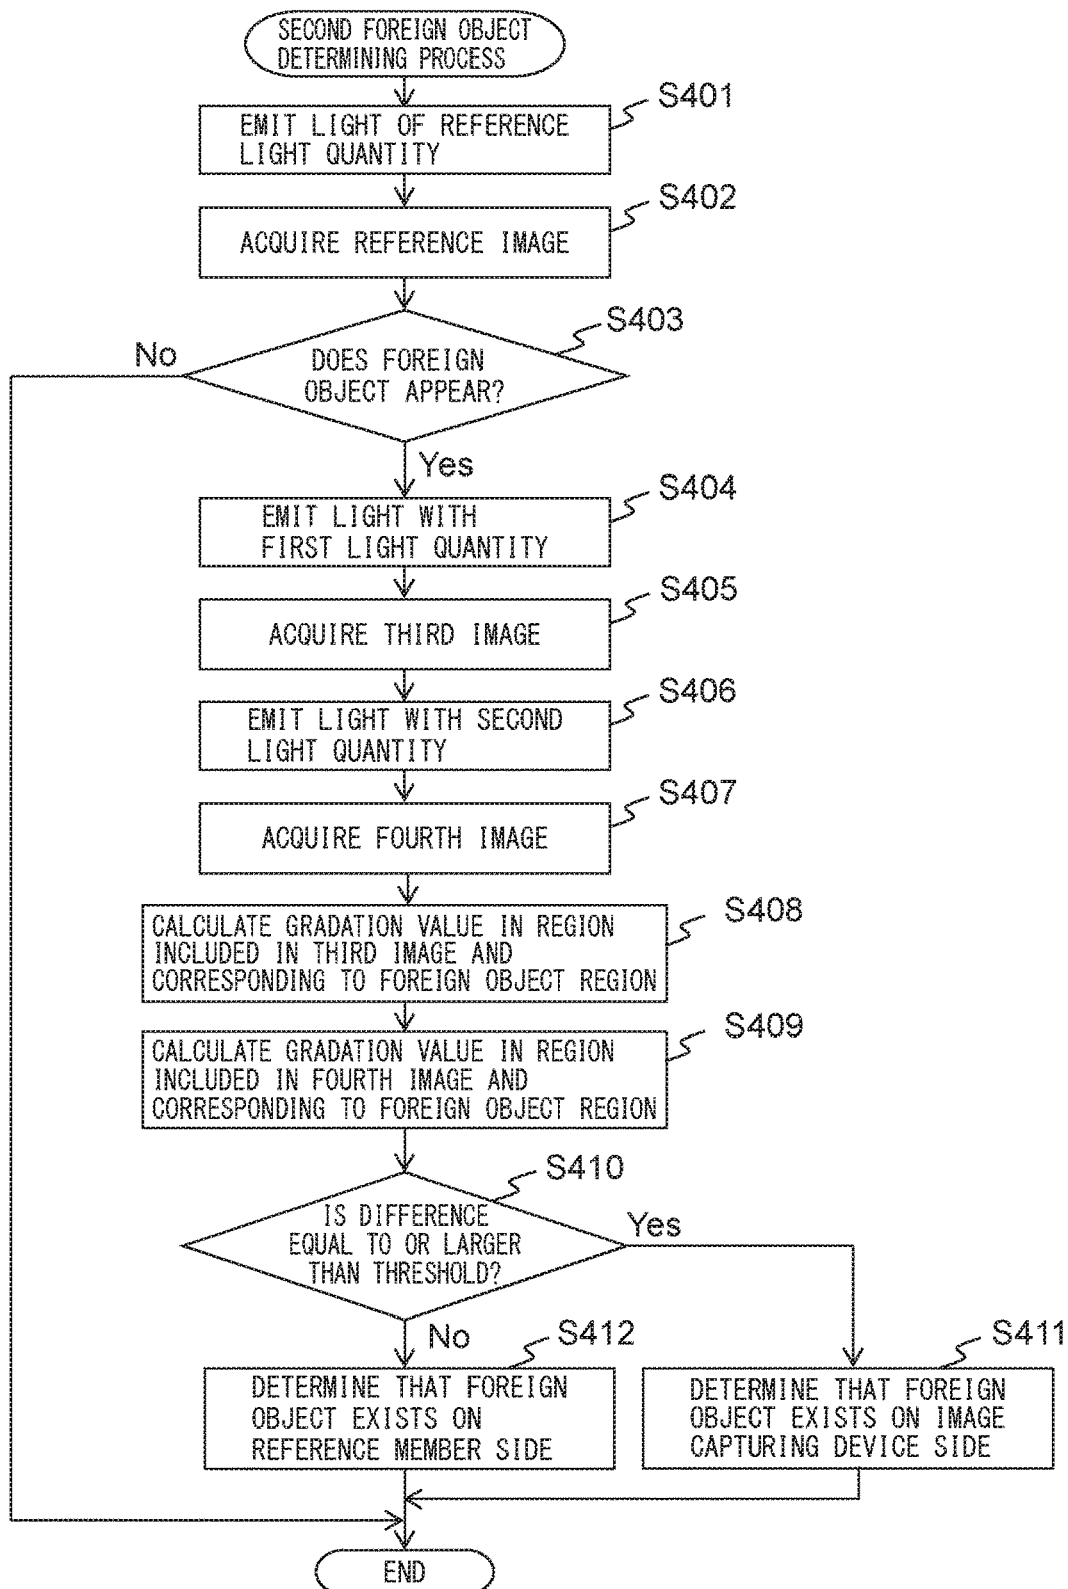 SECOND FOREIGN OBJECT
DETERMINING PROCESS
S401
EMIT LIGHT OF REFERENCE
LIGHT QUANTITY
S402
ACQUIRE REFERENCE IMAGE
S403
No
DOES FOREIGN
OBJECT APPEAR?
Yes
S404
EMIT LIGHT WITH
FIRST LIGHT QUANTITY
S405
ACQUIRE THIRD IMAGE
S406
EMIT LIGHT WITH SECOND
LIGHT QUANTITY
S407
ACQUIRE FOURTH IMAGE
S408
CALCULATE GRADATION VALUE IN REGION
INCLUDED IN THIRD IMAGE AND
CORRESPONDING TO FOREIGN OBJECT REGION
S409
CALCULATE GRADATION VALUE IN REGION
INCLUDED IN FOURTH IMAGE AND
CORRESPONDING TO FOREIGN OBJECT REGION
S410
IS DIFFERENCE
EQUAL TO OR LARGER
THAN THRESHOLD?
Yes
No
S412
DETERMINE THAT FOREIGN
OBJECT EXISTS ON
REFERENCE MEMBER SIDE
S411
DETERMINE THAT FOREIGN
OBJECT EXISTS ON IMAGE
CAPTURING DEVICE SIDE
END